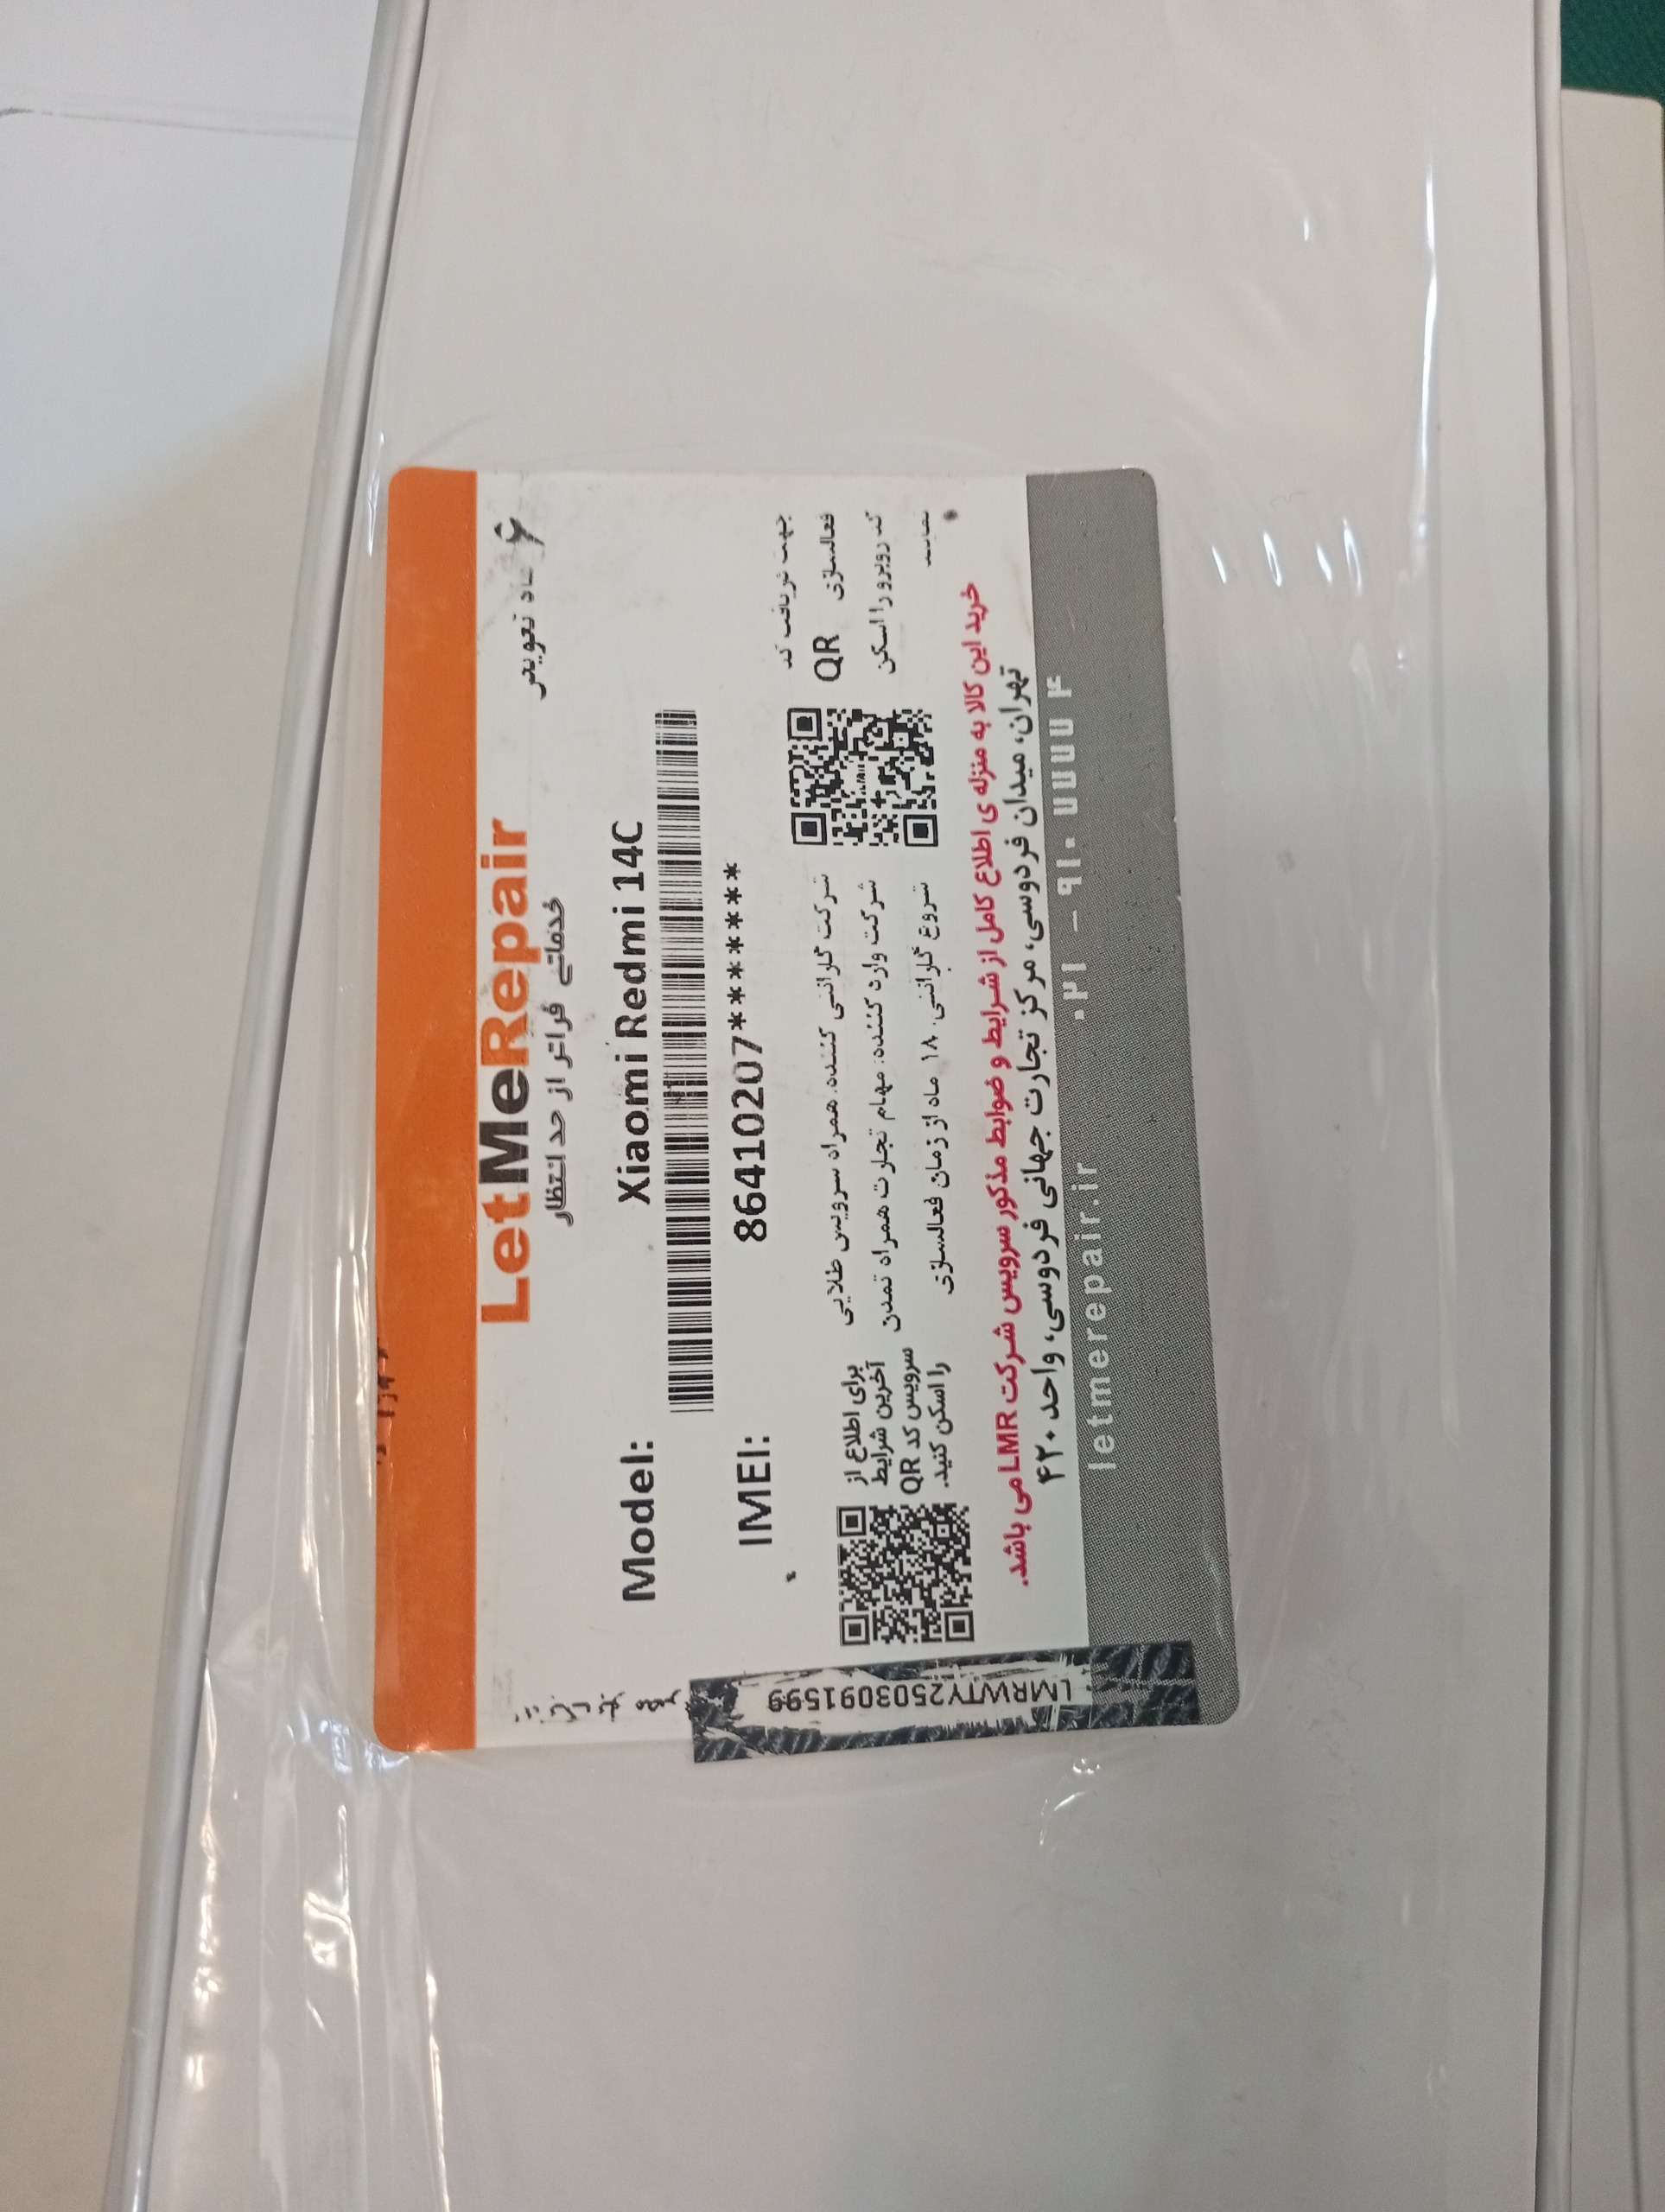 LetMeRepair
خدماتی فراتر از حد انتظار
۶ ماه تعویض
Model: Xiaomi Redmi 14C
IMEI: 86410207********
برای اطلاع از
آخرین شرایط
سرویس کد QR
را اسکن کنید.
شرکت گارانتی کننده: همراه سرویس طلایی
شرکت وارد کننده: مهام تجارت همراه تمدن
شروع گارانتی: ۱۸ ماه از زمان فعالسازی
جهت دریافت کد
فعالسازی QR
کد روبرو را اسکن
نمایید
خرید این کالا به منزله ی اطلاع کامل از شرایط و ضوابط مذکور سرویس شرکت LMR می باشد.
تهران، میدان فردوسی، مرکز تجارت جهانی فردوسی، واحد ۴۲۰
letmerepair.ir
LMRWTY2503091599